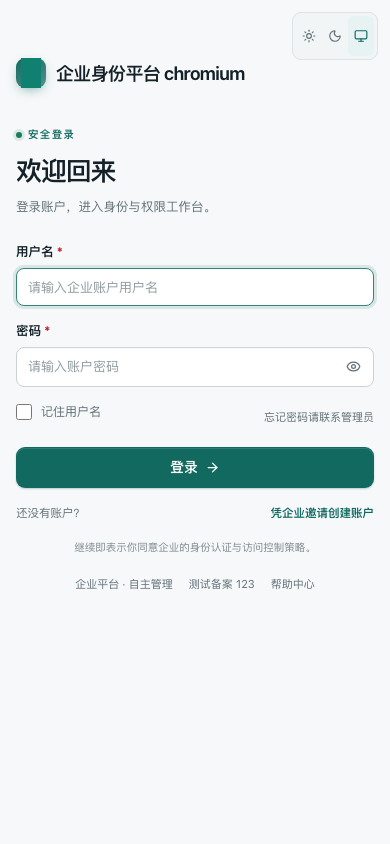 企业身份平台 chromium
安全登录
欢迎回来
登录账户，进入身份与权限工作台。
用户名 *
请输入企业账户用户名
密码 *
请输入账户密码
记住用户名
忘记密码请联系管理员
登录 →
还没有账户?
凭企业邀请创建账户
继续即表示你同意企业的身份认证与访问控制策略。
企业平台 · 自主管理 测试备案 123 帮助中心